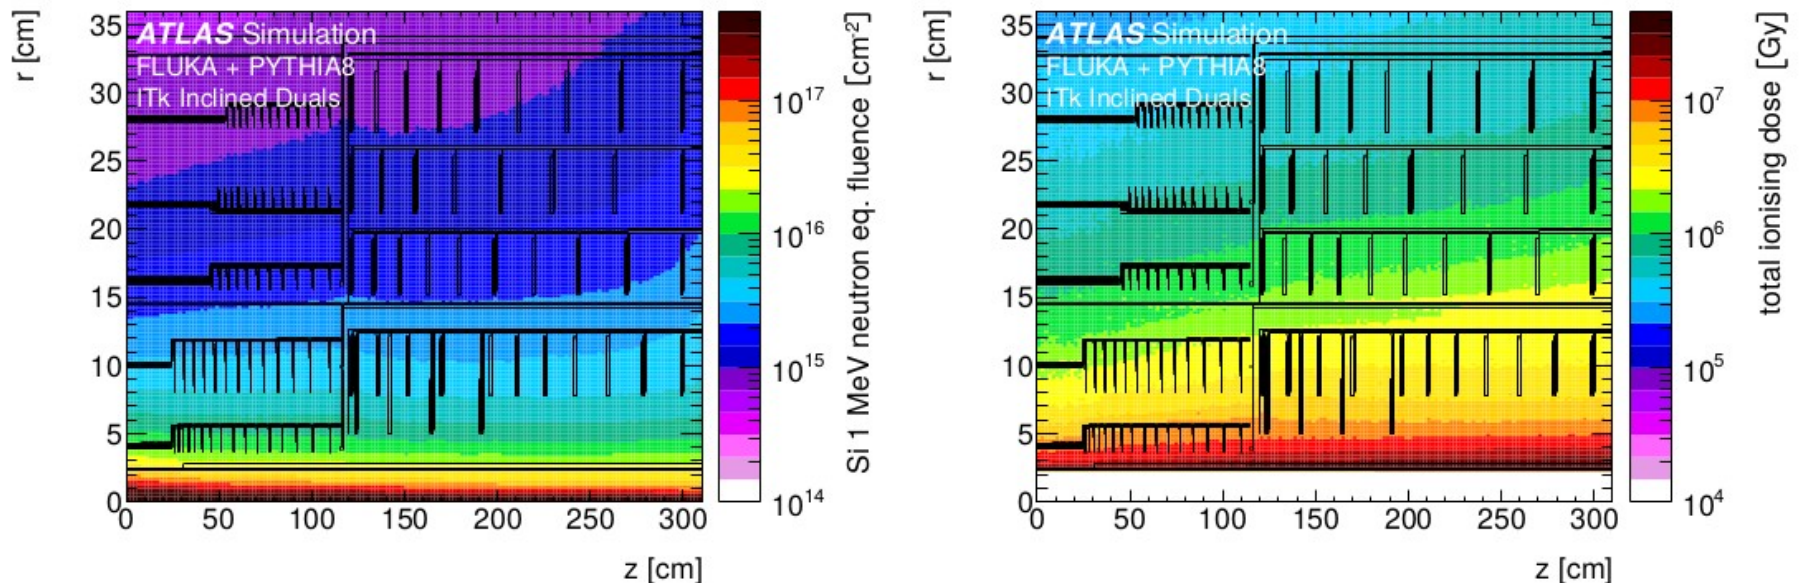 r [cm]
35
30
25
20
15
10
5
0
ATLAS Simulation
FLUKA + PYTHIA8
ITk Inclined Duals
0 50 100 150 200 250 300
z [cm]
10¹⁷
10¹⁶
10¹⁵
10¹⁴
Si 1 MeV neutron eq. fluence [cm⁻²]
r [cm]
35
30
25
20
15
10
5
0
ATLAS Simulation
FLUKA + PYTHIA8
ITk Inclined Duals
0 50 100 150 200 250 300
z [cm]
10⁷
10⁶
10⁵
10⁴
total ionising dose [Gy]